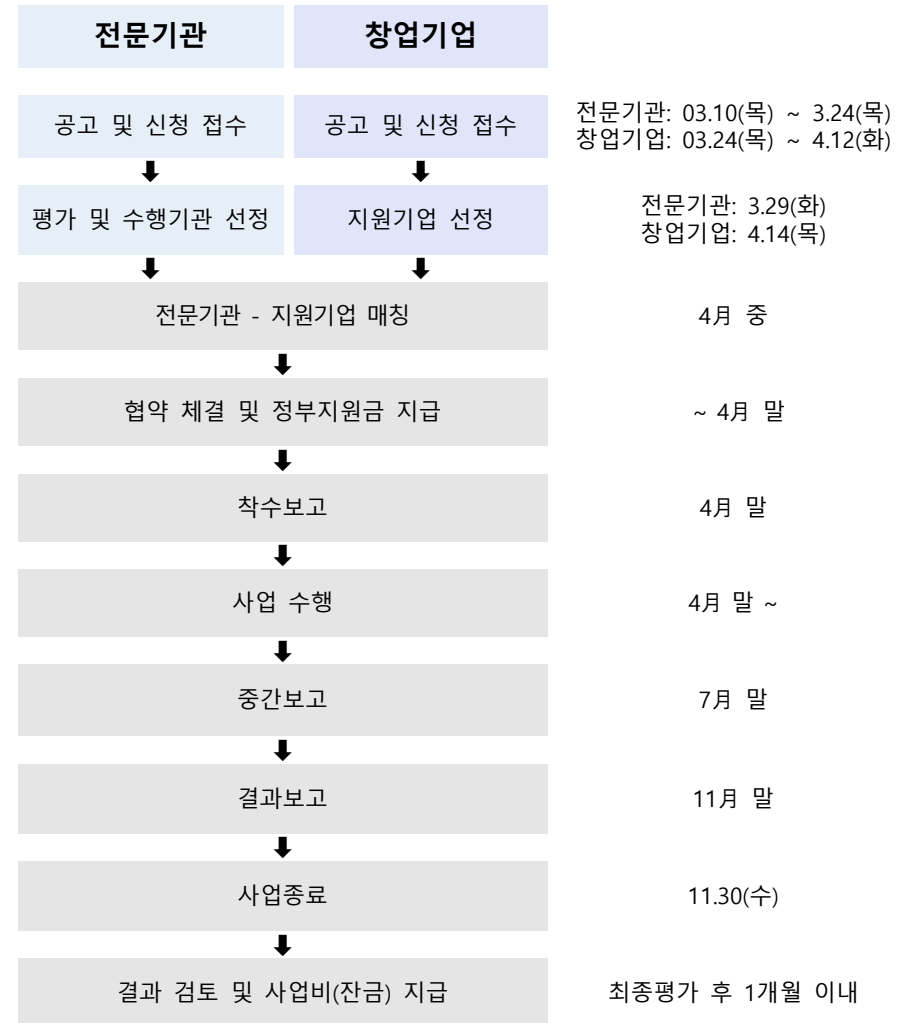 전문기관 창업기업
공고 및 신청 접수 공고 및 신청 접수
전문기관: 03.10(목) ~ 3.24(목)
창업기업: 03.24(목) ~ 4.12(화)
평가 및 수행기관 선정 지원기업 선정
전문기관: 3.29(화)
창업기업: 4.14(목)
전문기관 - 지원기업 매칭 4月 중
협약 체결 및 정부지원금 지급 ~ 4月 말
착수보고 4月 말
사업 수행 4月 말 ~
중간보고 7月 말
결과보고 11月 말
사업종료 11.30(수)
결과 검토 및 사업비(잔금) 지급 최종평가 후 1개월 이내